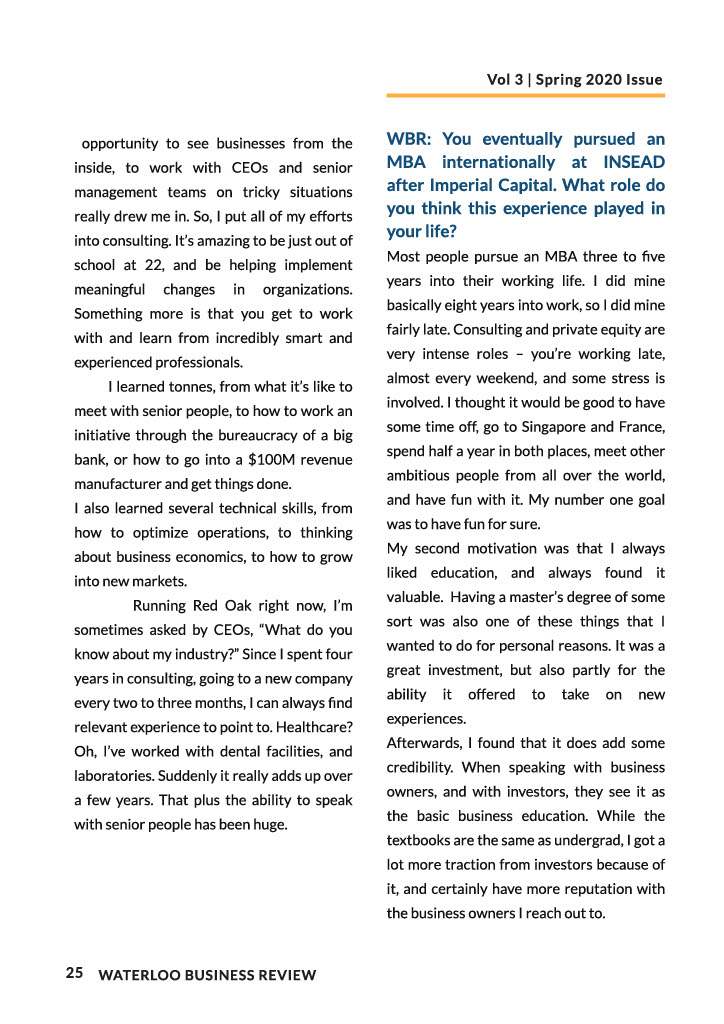 Vol 3 | Spring 2020 Issue
opportunity to see businesses from the
inside, to work with CEOs and senior
management teams on tricky situations
really drew me in. So, I put all of my efforts
into consulting. It’s amazing to be just out of
school at 22, and be helping implement
meaningful changes in organizations.
Something more is that you get to work
with and learn from incredibly smart and
experienced professionals.
I learned tonnes, from what it’s like to
meet with senior people, to how to work an
initiative through the bureaucracy of a big
bank, or how to go into a $100M revenue
manufacturer and get things done.
I also learned several technical skills, from
how to optimize operations, to thinking
about business economics, to how to grow
into new markets.
Running Red Oak right now, I’m
sometimes asked by CEOs, “What do you
know about my industry?” Since I spent four
years in consulting, going to a new company
every two to three months, I can always find
relevant experience to point to. Healthcare?
Oh, I’ve worked with dental facilities, and
laboratories. Suddenly it really adds up over
a few years. That plus the ability to speak
with senior people has been huge.
WBR: You eventually pursued an
MBA internationally at INSEAD
after Imperial Capital. What role do
you think this experience played in
your life?
Most people pursue an MBA three to five
years into their working life. I did mine
basically eight years into work, so I did mine
fairly late. Consulting and private equity are
very intense roles – you’re working late,
almost every weekend, and some stress is
involved. I thought it would be good to have
some time off, go to Singapore and France,
spend half a year in both places, meet other
ambitious people from all over the world,
and have fun with it. My number one goal
was to have fun for sure.
My second motivation was that I always
liked education, and always found it
valuable. Having a master’s degree of some
sort was also one of these things that I
wanted to do for personal reasons. It was a
great investment, but also partly for the
ability it offered to take on new
experiences.
Afterwards, I found that it does add some
credibility. When speaking with business
owners, and with investors, they see it as
the basic business education. While the
textbooks are the same as undergrad, I got a
lot more traction from investors because of
it, and certainly have more reputation with
the business owners I reach out to.
25 WATERLOO BUSINESS REVIEW